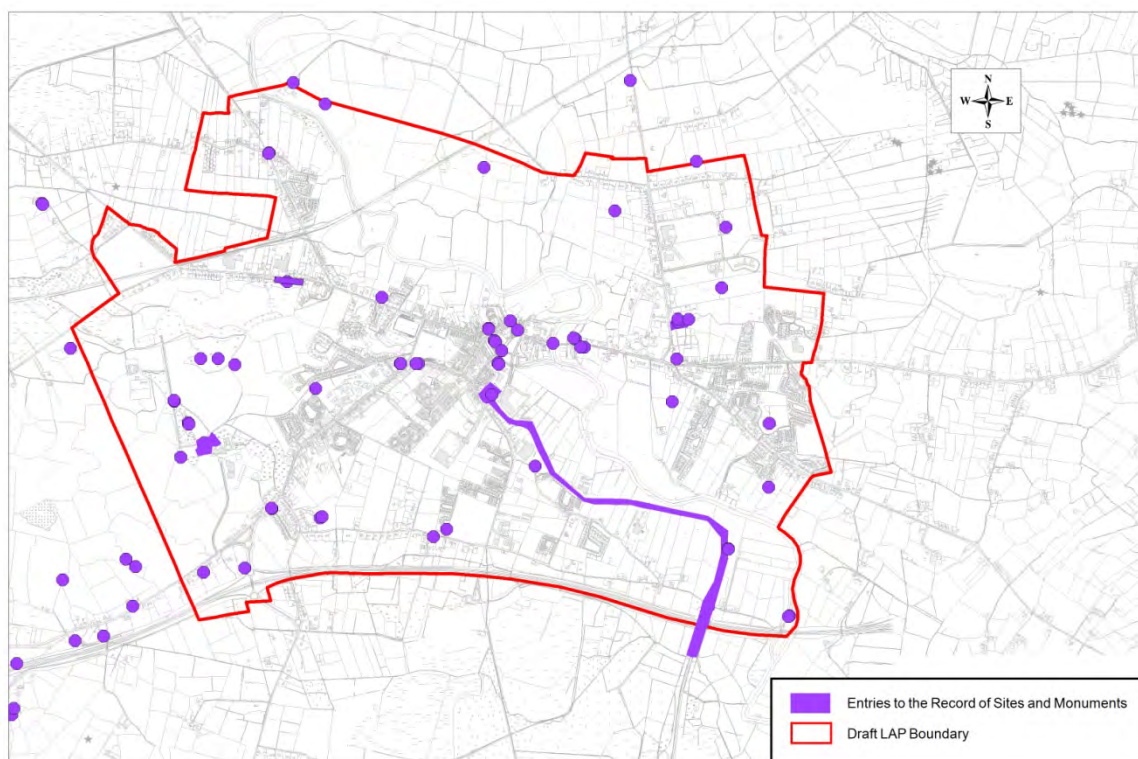 N
W E
S
Entries to the Record of Sites and Monuments
Draft LAP Boundary